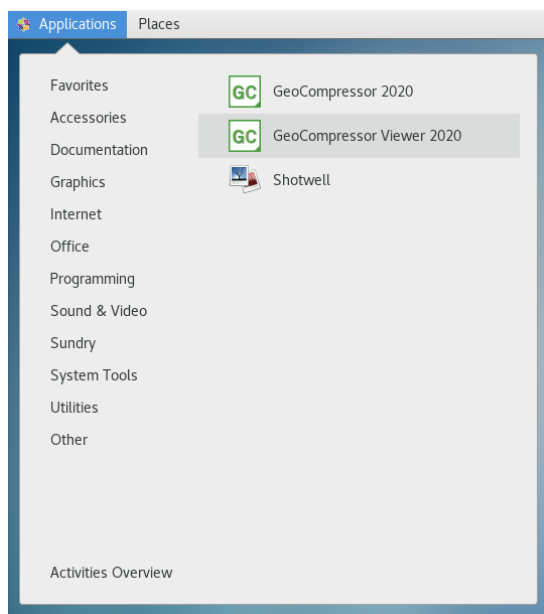 Applications Places
Favorites
Accessories
Documentation
Graphics
Internet
Office
Programming
Sound & Video
Sundry
System Tools
Utilities
Other
Activities Overview
GC GeoCompressor 2020
GC GeoCompressor Viewer 2020
Shotwell